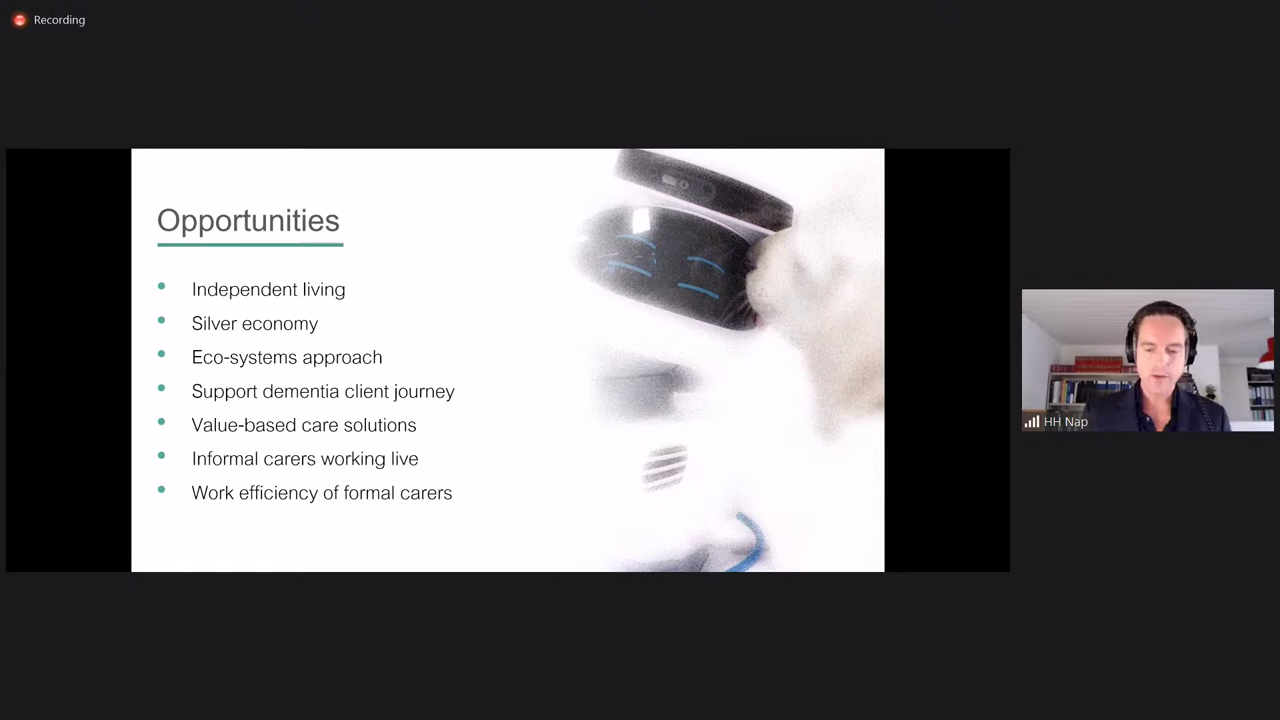 Recording
Opportunities
Independent living
Silver economy
Eco-systems approach
Support dementia client journey
Value-based care solutions
Informal carers working live
Work efficiency of formal carers
HH Nap